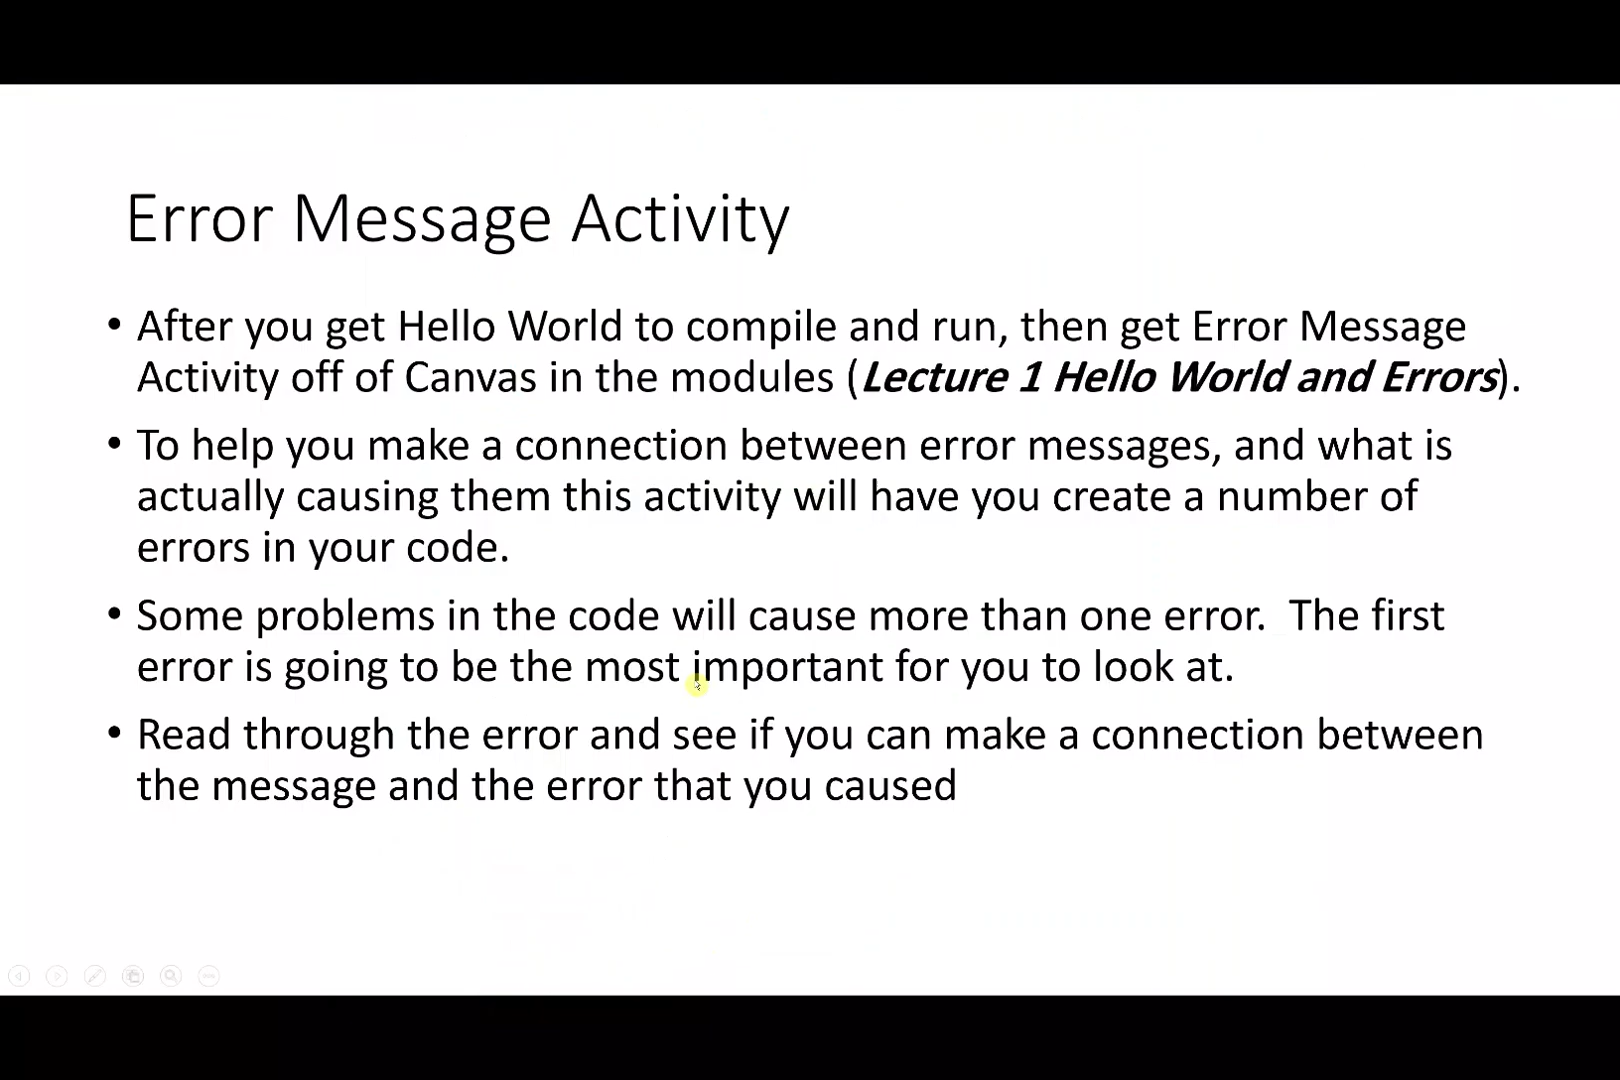 Error Message Activity
• After you get Hello World to compile and run, then get Error Message
Activity off of Canvas in the modules (Lecture 1 Hello World and Errors).
• To help you make a connection between error messages, and what is
actually causing them this activity will have you create a number of
errors in your code.
• Some problems in the code will cause more than one error.  The first
error is going to be the most important for you to look at.
• Read through the error and see if you can make a connection between
the message and the error that you caused